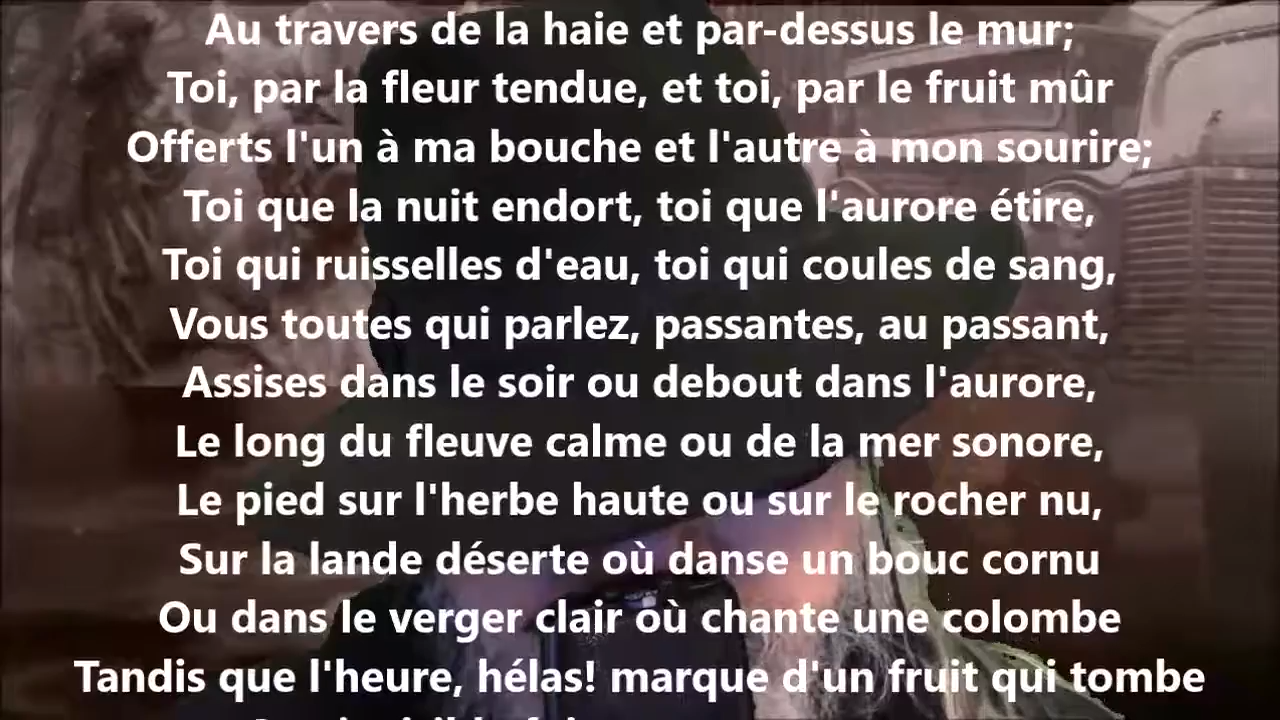 Au travers de la haie et par-dessus le mur;
Toi, par la fleur tendue, et toi, par le fruit mûr
Offerts l'un à ma bouche et l'autre à mon sourire;
Toi que la nuit endort, toi que l'aurore étire,
Toi qui ruisselles d'eau, toi qui coules de sang,
Vous toutes qui parlez, passantes, au passant,
Assises dans le soir ou debout dans l'aurore,
Le long du fleuve calme ou de la mer sonore,
Le pied sur l'herbe haute ou sur le rocher nu,
Sur la lande déserte où danse un bouc cornu
Ou dans le verger clair où chante une colombe
Tandis que l'heure, hélas! marque d'un fruit qui tombe